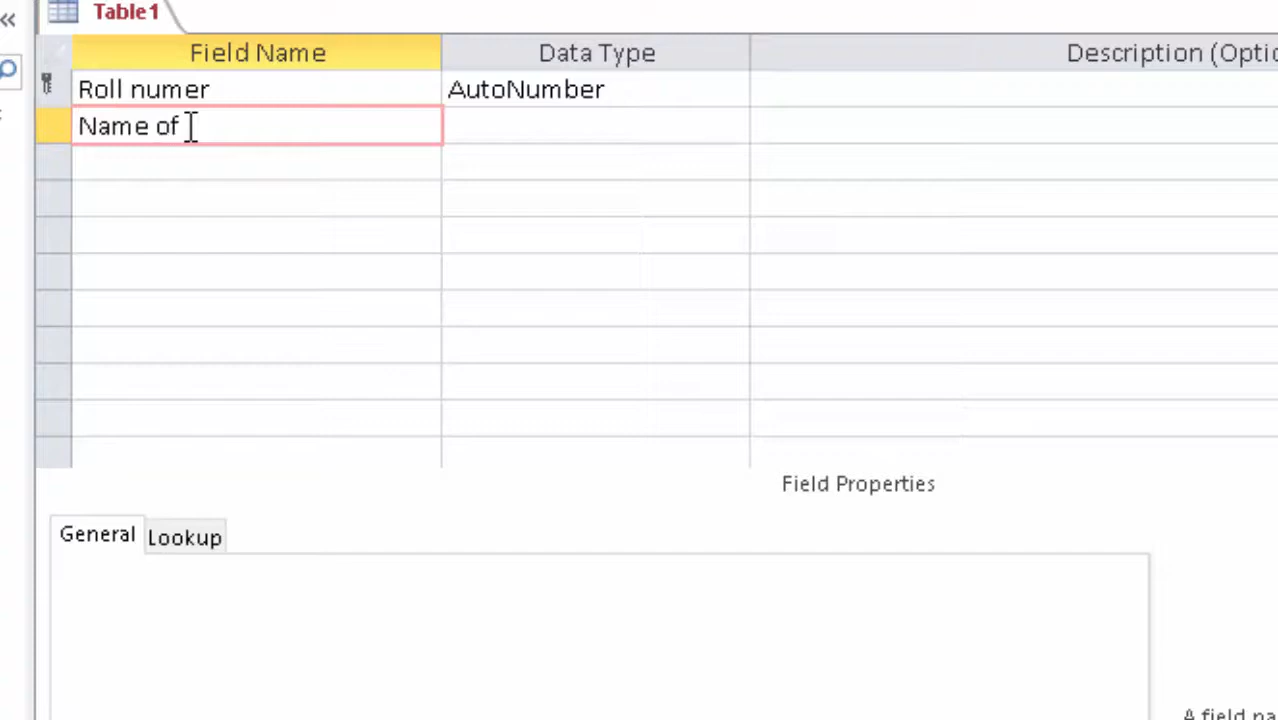 Table1
Field Name Data Type Description (Optio
Roll numer AutoNumber
Name of
Field Properties
General Lookup
A field na